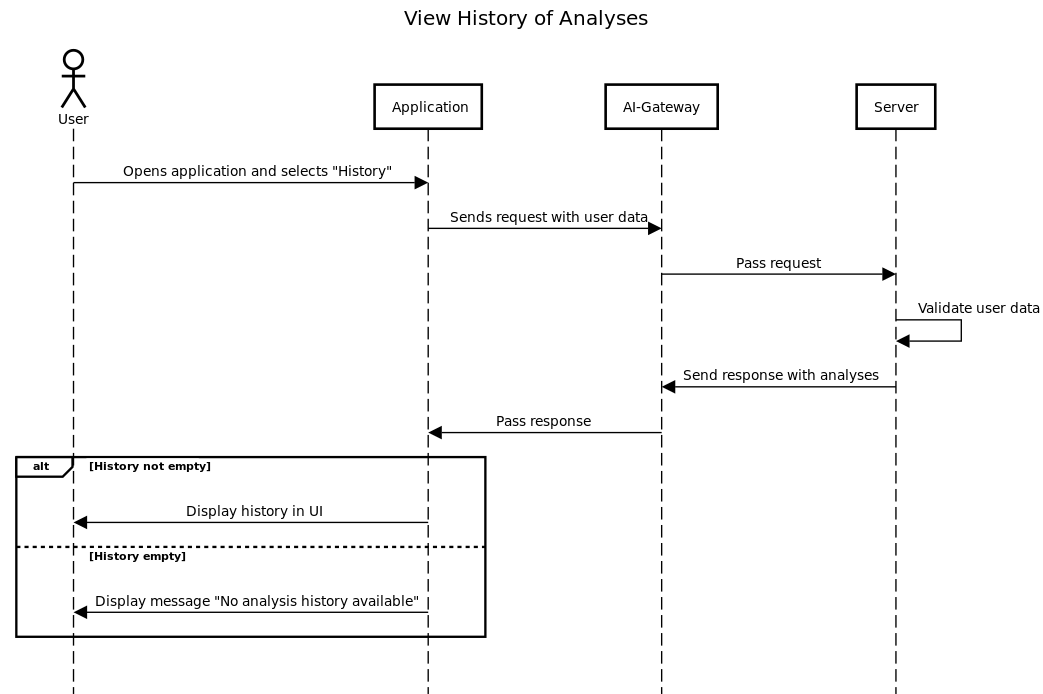 View History of Analyses
User
Application
AI-Gateway
Server
Opens application and selects "History"
Sends request with user data
Pass request
Validate user data
Send response with analyses
Pass response
alt
[History not empty]
Display history in UI
[History empty]
Display message "No analysis history available"